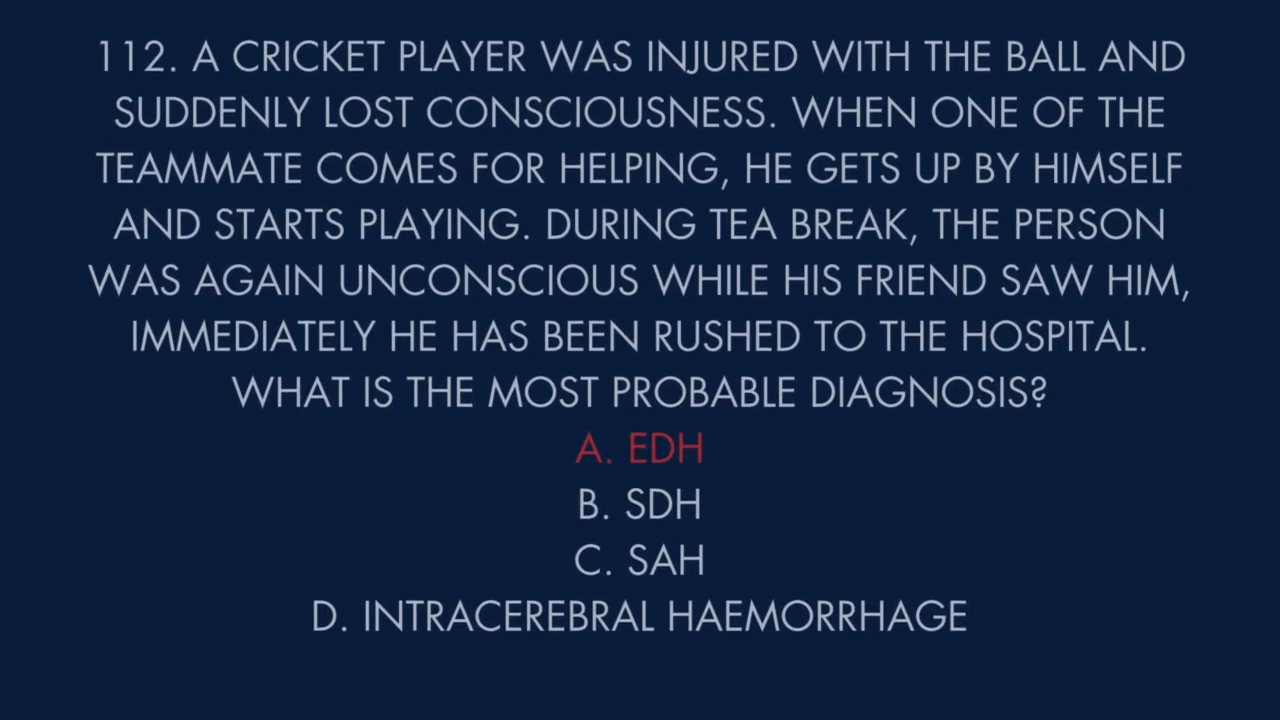 112. A CRICKET PLAYER WAS INJURED WITH THE BALL AND
SUDDENLY LOST CONSCIOUSNESS. WHEN ONE OF THE
TEAMMATE COMES FOR HELPING, HE GETS UP BY HIMSELF
AND STARTS PLAYING. DURING TEA BREAK, THE PERSON
WAS AGAIN UNCONSCIOUS WHILE HIS FRIEND SAW HIM,
IMMEDIATELY HE HAS BEEN RUSHED TO THE HOSPITAL.
WHAT IS THE MOST PROBABLE DIAGNOSIS?
A. EDH
B. SDH
C. SAH
D. INTRACEREBRAL HAEMORRHAGE